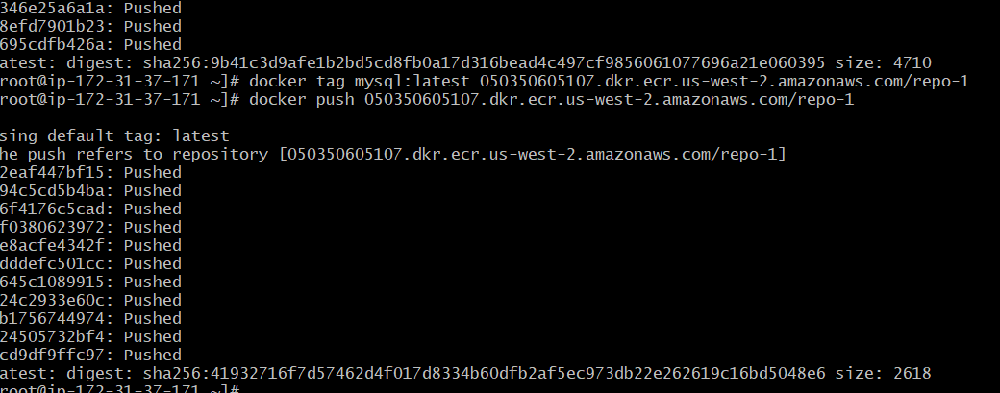 346e25a6a1a: Pushed
8efd7901b23: Pushed
695cdfb426a: Pushed
atest: digest: sha256:9b41c3d9afe1b2bd5cd8fb0a17d316bead4c497cf9856061077696a21e060395 size: 4710
root@ip-172-31-37-171 ~]# docker tag mysql:latest 050350605107.dkr.ecr.us-west-2.amazonaws.com/repo-1
root@ip-172-31-37-171 ~]# docker push 050350605107.dkr.ecr.us-west-2.amazonaws.com/repo-1
sing default tag: latest
he push refers to repository [050350605107.dkr.ecr.us-west-2.amazonaws.com/repo-1]
2eaf447bf15: Pushed
94c5cd5b4ba: Pushed
6f4176c5cad: Pushed
f0380623972: Pushed
e8acfe4342f: Pushed
dddefc501cc: Pushed
645c1089915: Pushed
24c2933e60c: Pushed
b1756744974: Pushed
24505732bf4: Pushed
cd9df9ffc97: Pushed
atest: digest: sha256:41932716f7d57462d4f017d8334b60dfb2af5ec973db22e262619c16bd5048e6 size: 2618
root@ip-172-31-37-171 ~]#